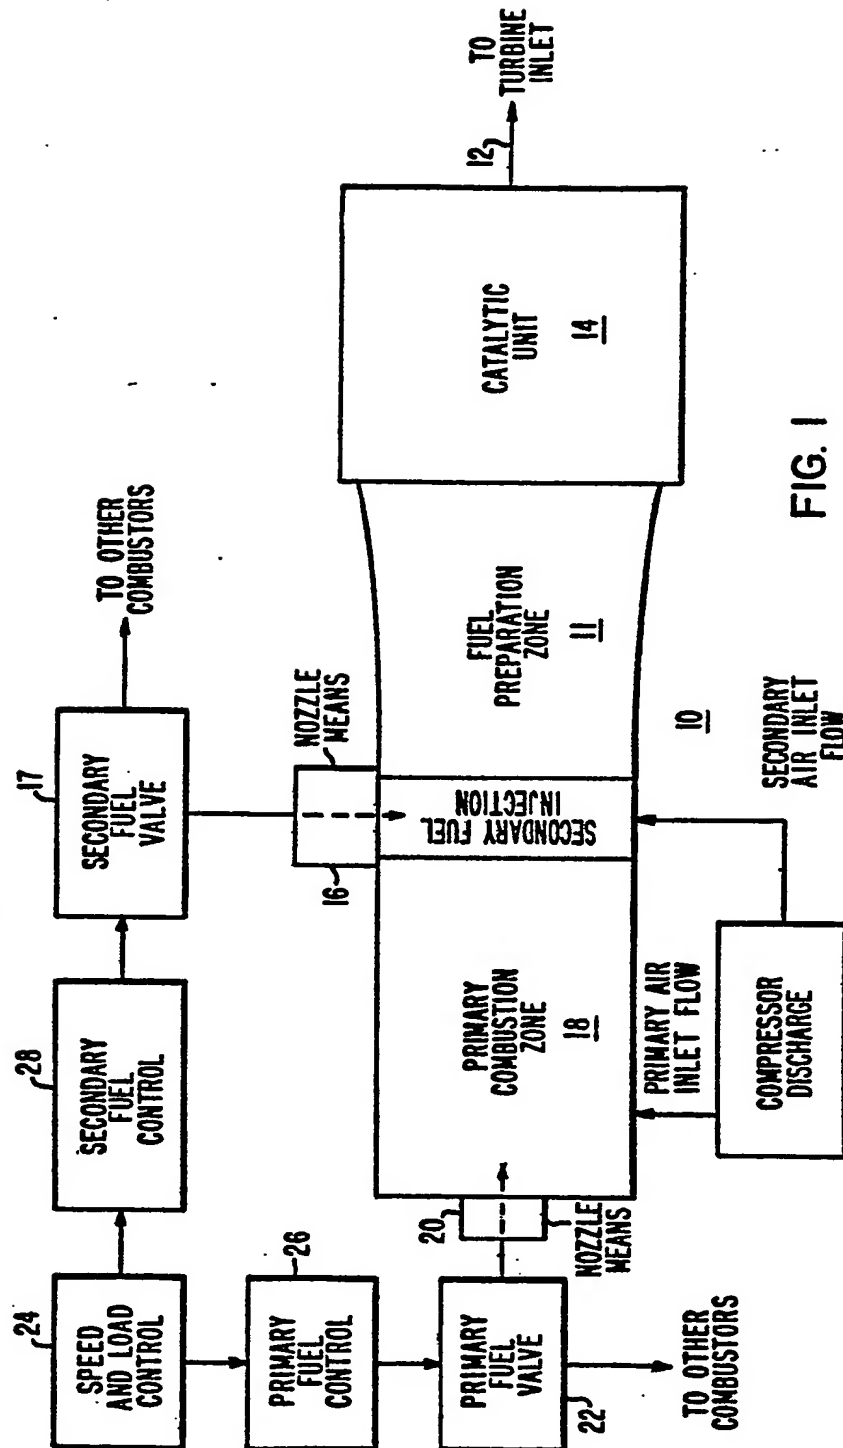 24
SPEED
AND LOAD
CONTROL
28
SECONDARY
FUEL
CONTROL
17
SECONDARY
FUEL
VALVE
TO OTHER
COMBUSTORS
26
PRIMARY
FUEL
CONTROL
PRIMARY
FUEL
VALVE
22
TO OTHER
COMBUSTORS
20
NOZZLE
MEANS
16
NOZZLE
MEANS
PRIMARY
COMBUSTION
ZONE
18
SECONDARY FUEL
INJECTION
FUEL
PREPARATION
ZONE
11
CATALYTIC
UNIT
14
12
TO
TURBINE
INLET
PRIMARY AIR
INLET FLOW
COMPRESSOR
DISCHARGE
10
SECONDARY
AIR INLET
FLOW
FIG. 1